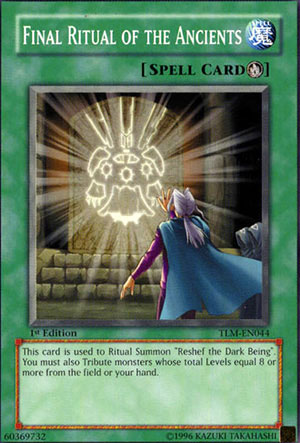 FINAL RITUAL OF THE ANCIENTS
魔
[SPELL CARD]
1st Edition
TLM-EN044
This card is used to Ritual Summon "Reshef the Dark Being".
You must also Tribute monsters whose total Levels equal 8 or
more from the field or your hand.
60369732
©1996 KAZUKI TAKAHASHI